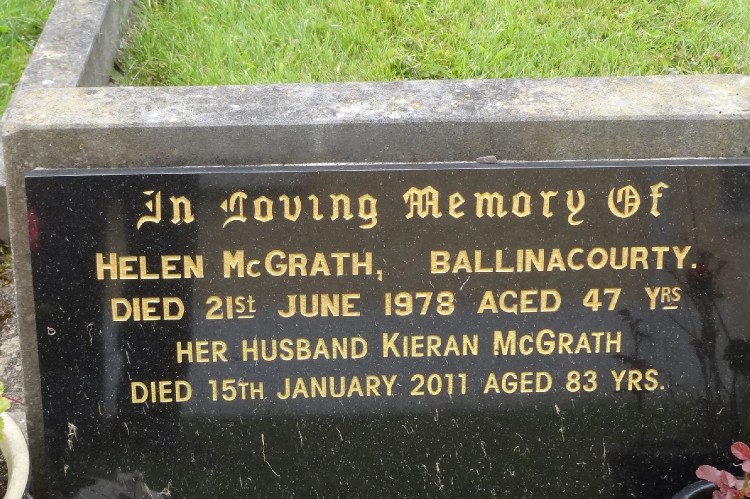 In Loving Memory Of
HELEN McGRATH, BALLINACOURTY.
DIED 21st JUNE 1978 AGED 47 YRS
HER HUSBAND KIERAN McGRATH
DIED 15TH JANUARY 2011 AGED 83 YRS.